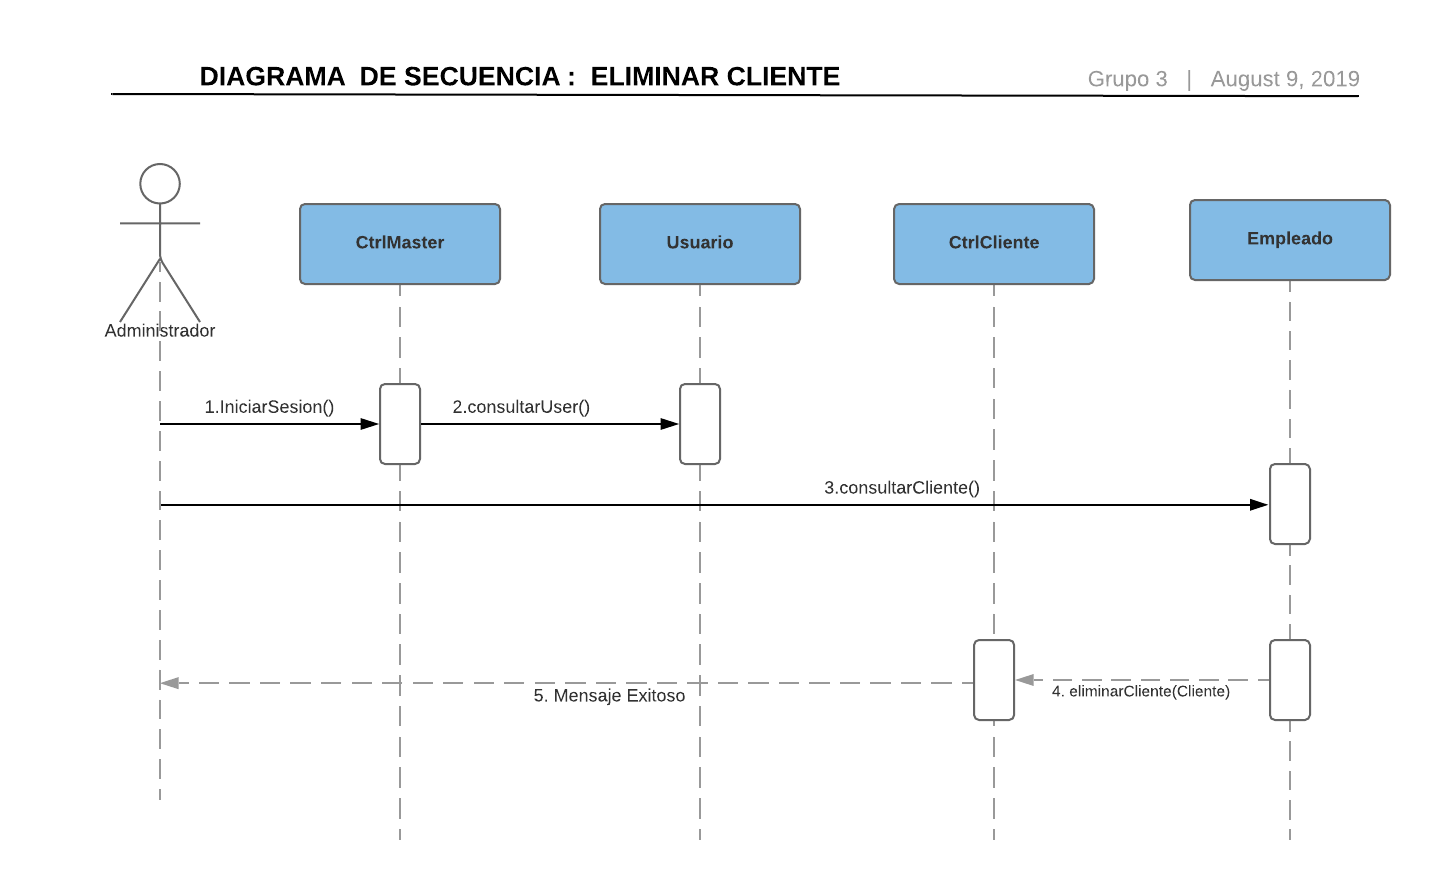 DIAGRAMA  DE SECUENCIA :  ELIMINAR CLIENTE
Grupo 3   |   August 9, 2019
CtrlMaster
Usuario
CtrlCliente
Empleado
Administrador
1.IniciarSesion()
2.consultarUser()
3.consultarCliente()
4. eliminarCliente(Cliente)
5. Mensaje Exitoso